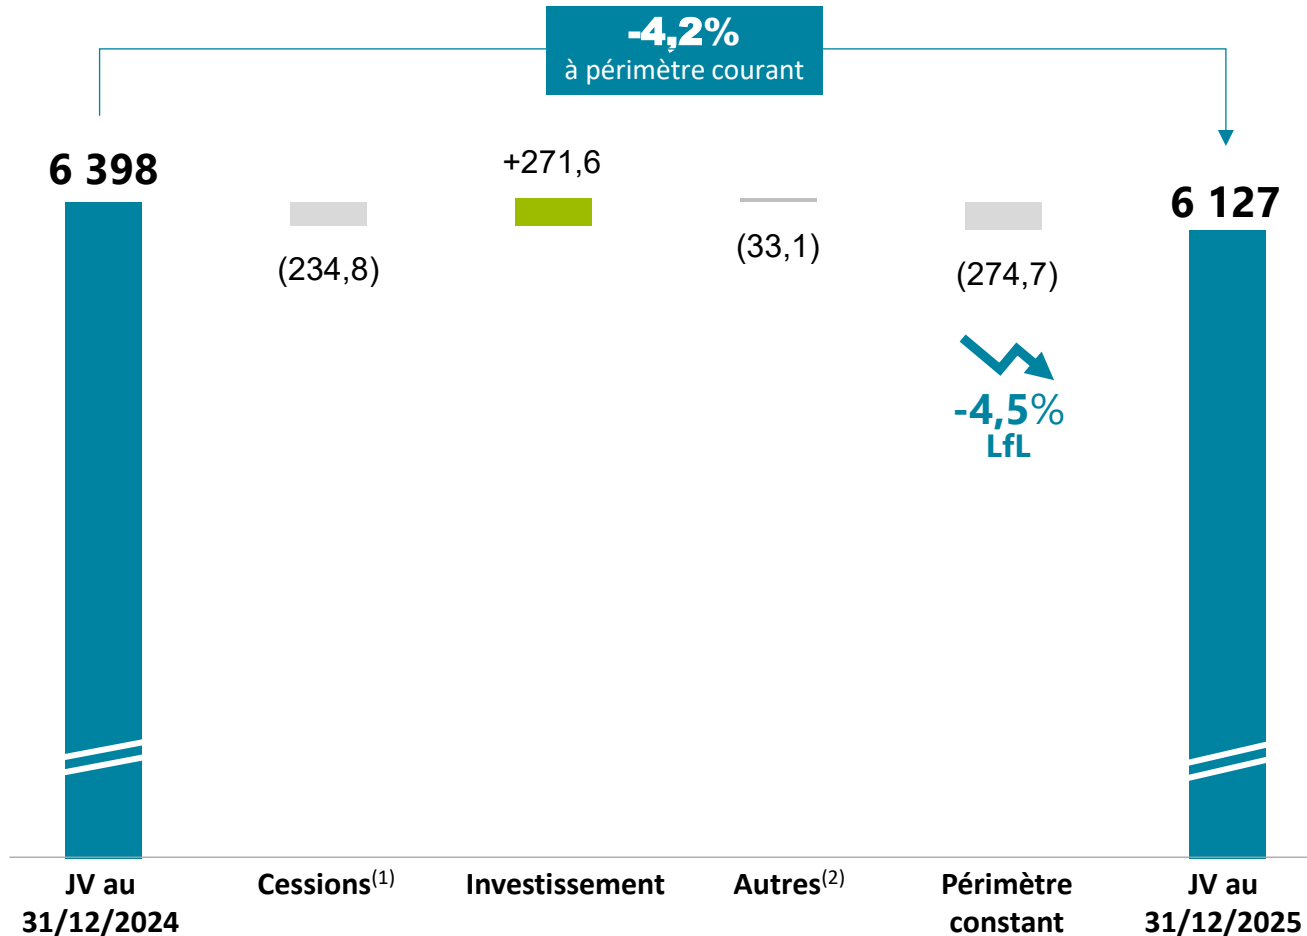 -4,2%
à périmètre courant
6 398
(234,8)
+271,6
(33,1)
(274,7)
-4,5%
LfL
6 127
JV au
31/12/2024
Cessions(1)
Investissement
Autres(2)
Périmètre
constant
JV au
31/12/2025